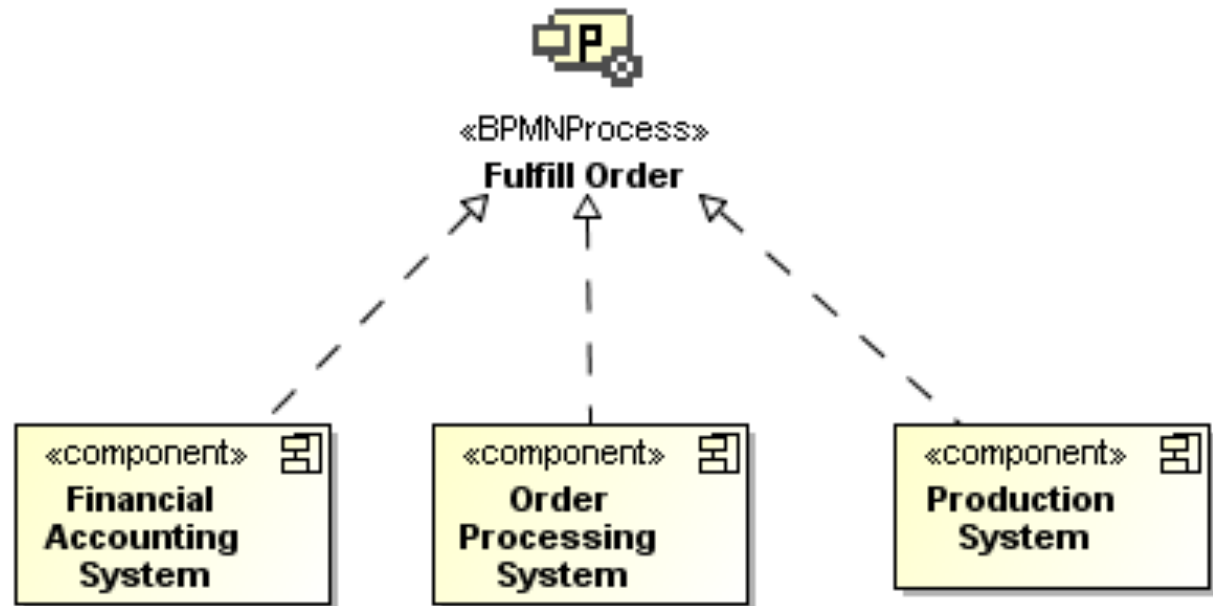 P
«BPMNProcess»
Fulfill Order
«component»
Financial
Accounting
System
«component»
Order
Processing
System
«component»
Production
System